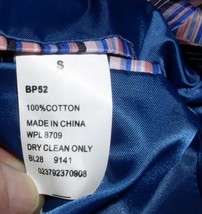 S
BP52
100%COTTON
MADE IN CHINA
WPL 8709
DRY CLEAN ONLY
BL28 9141
023792370908